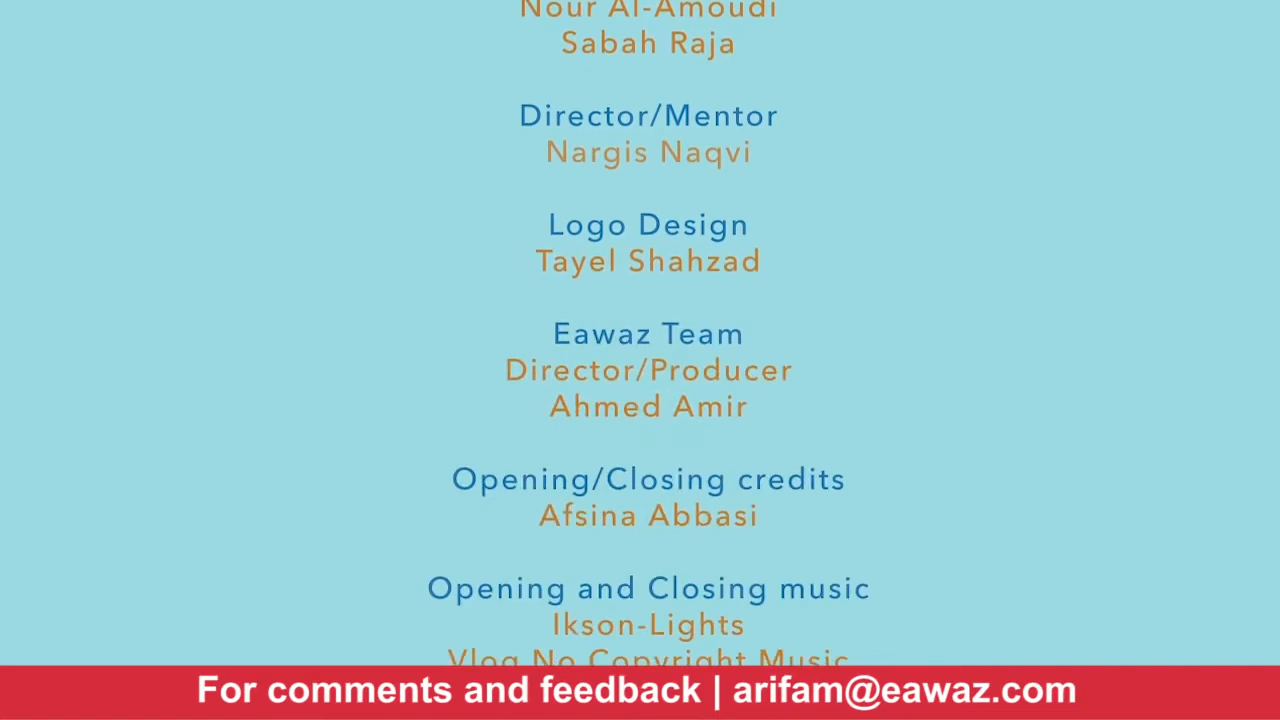 Nour Al-Amoudi
Sabah Raja
Director/Mentor
Nargis Naqvi
Logo Design
Tayel Shahzad
Eawaz Team
Director/Producer
Ahmed Amir
Opening/Closing credits
Afsina Abbasi
Opening and Closing music
Ikson-Lights
Vlog No Copyright Music
For comments and feedback | arifam@eawaz.com